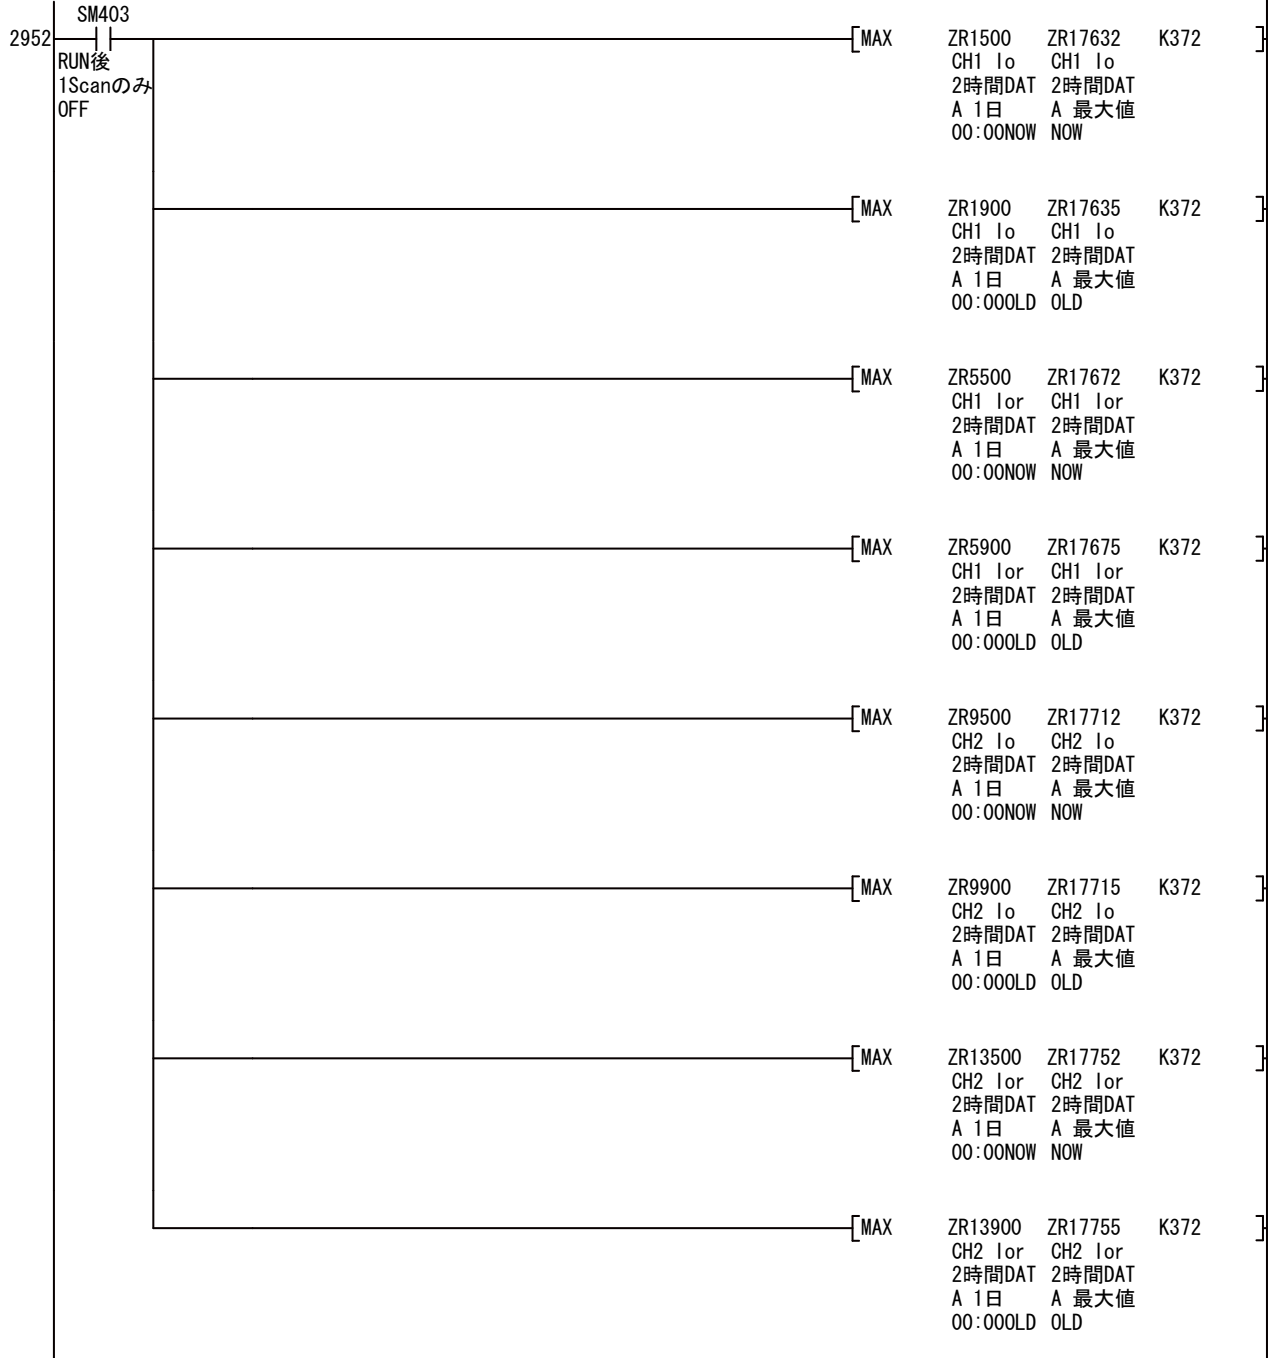 SM403
2952
RUN後
1Scanのみ
OFF
MAX ZR1500 ZR17632 K372
CH1 Io CH1 Io
2時間DAT 2時間DAT
A 1日 A 最大値
00:00NOW NOW
MAX ZR1900 ZR17635 K372
CH1 Io CH1 Io
2時間DAT 2時間DAT
A 1日 A 最大値
00:00OLD OLD
MAX ZR5500 ZR17672 K372
CH1 Ior CH1 Ior
2時間DAT 2時間DAT
A 1日 A 最大値
00:00NOW NOW
MAX ZR5900 ZR17675 K372
CH1 Ior CH1 Ior
2時間DAT 2時間DAT
A 1日 A 最大値
00:00OLD OLD
MAX ZR9500 ZR17712 K372
CH2 Io CH2 Io
2時間DAT 2時間DAT
A 1日 A 最大値
00:00NOW NOW
MAX ZR9900 ZR17715 K372
CH2 Io CH2 Io
2時間DAT 2時間DAT
A 1日 A 最大値
00:00OLD OLD
MAX ZR13500 ZR17752 K372
CH2 Ior CH2 Ior
2時間DAT 2時間DAT
A 1日 A 最大値
00:00NOW NOW
MAX ZR13900 ZR17755 K372
CH2 Ior CH2 Ior
2時間DAT 2時間DAT
A 1日 A 最大値
00:00OLD OLD